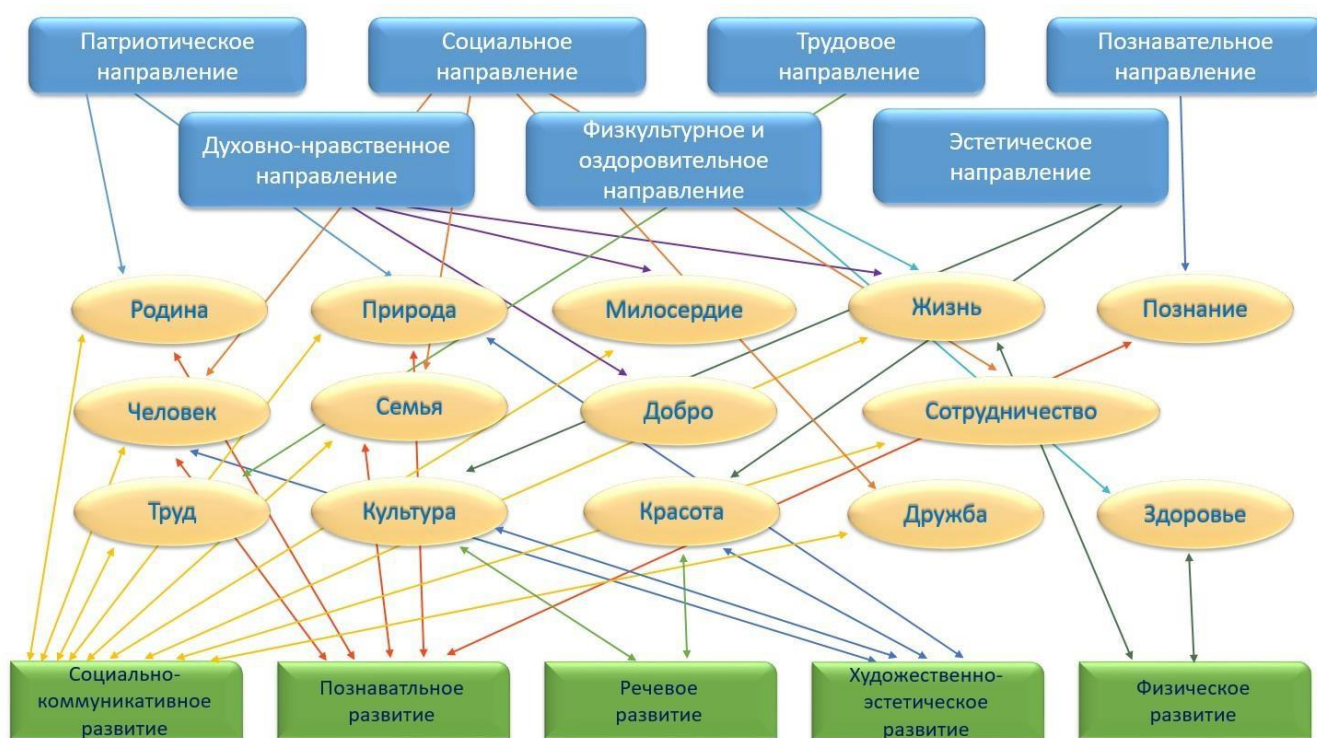 Патриотическое
направление
Социальное
направление
Трудовое
направление
Познавательное
направление
Духовно-нравственное
направление
Физкультурное и
оздоровительное
направление
Эстетическое
направление
Родина
Природа
Милосердие
Жизнь
Познание
Человек
Семья
Добро
Сотрудничество
Труд
Культура
Красота
Дружба
Здоровье
Социально-
коммуникативное
развитие
Познаватльное
развитие
Речевое
развитие
Художественно-
эстетическое
развитие
Физическое
развитие